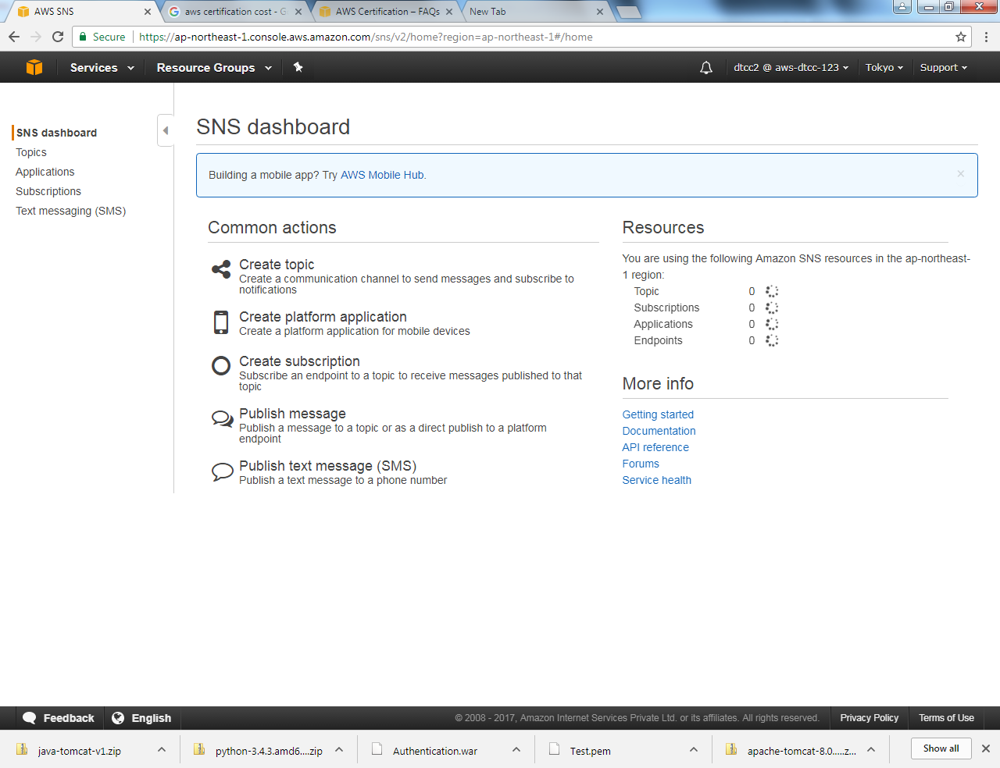 AWS SNS
aws certification cost - G
AWS Certification – FAQs
New Tab
Secure
https://ap-northeast-1.console.aws.amazon.com/sns/v2/home?region=ap-northeast-1#/home
Services
Resource Groups
dtcc2 @ aws-dtcc-123
Tokyo
Support
SNS dashboard
Topics
Applications
Subscriptions
Text messaging (SMS)
SNS dashboard
Building a mobile app? Try AWS Mobile Hub.
Common actions
Create topic
Create a communication channel to send messages and subscribe to
notifications
Create platform application
Create a platform application for mobile devices
Create subscription
Subscribe an endpoint to a topic to receive messages published to that
topic
Publish message
Publish a message to a topic or as a direct publish to a platform
endpoint
Publish text message (SMS)
Publish a text message to a phone number
Resources
You are using the following Amazon SNS resources in the ap-northeast-
1 region:
Topic 0
Subscriptions 0
Applications 0
Endpoints 0
More info
Getting started
Documentation
API reference
Forums
Service health
Feedback
English
© 2008 - 2017, Amazon Internet Services Private Ltd. or its affiliates. All rights reserved.
Privacy Policy
Terms of Use
java-tomcat-v1.zip
python-3.4.3.amd6....zip
Authentication.war
Test.pem
apache-tomcat-8.0.....z...
Show all